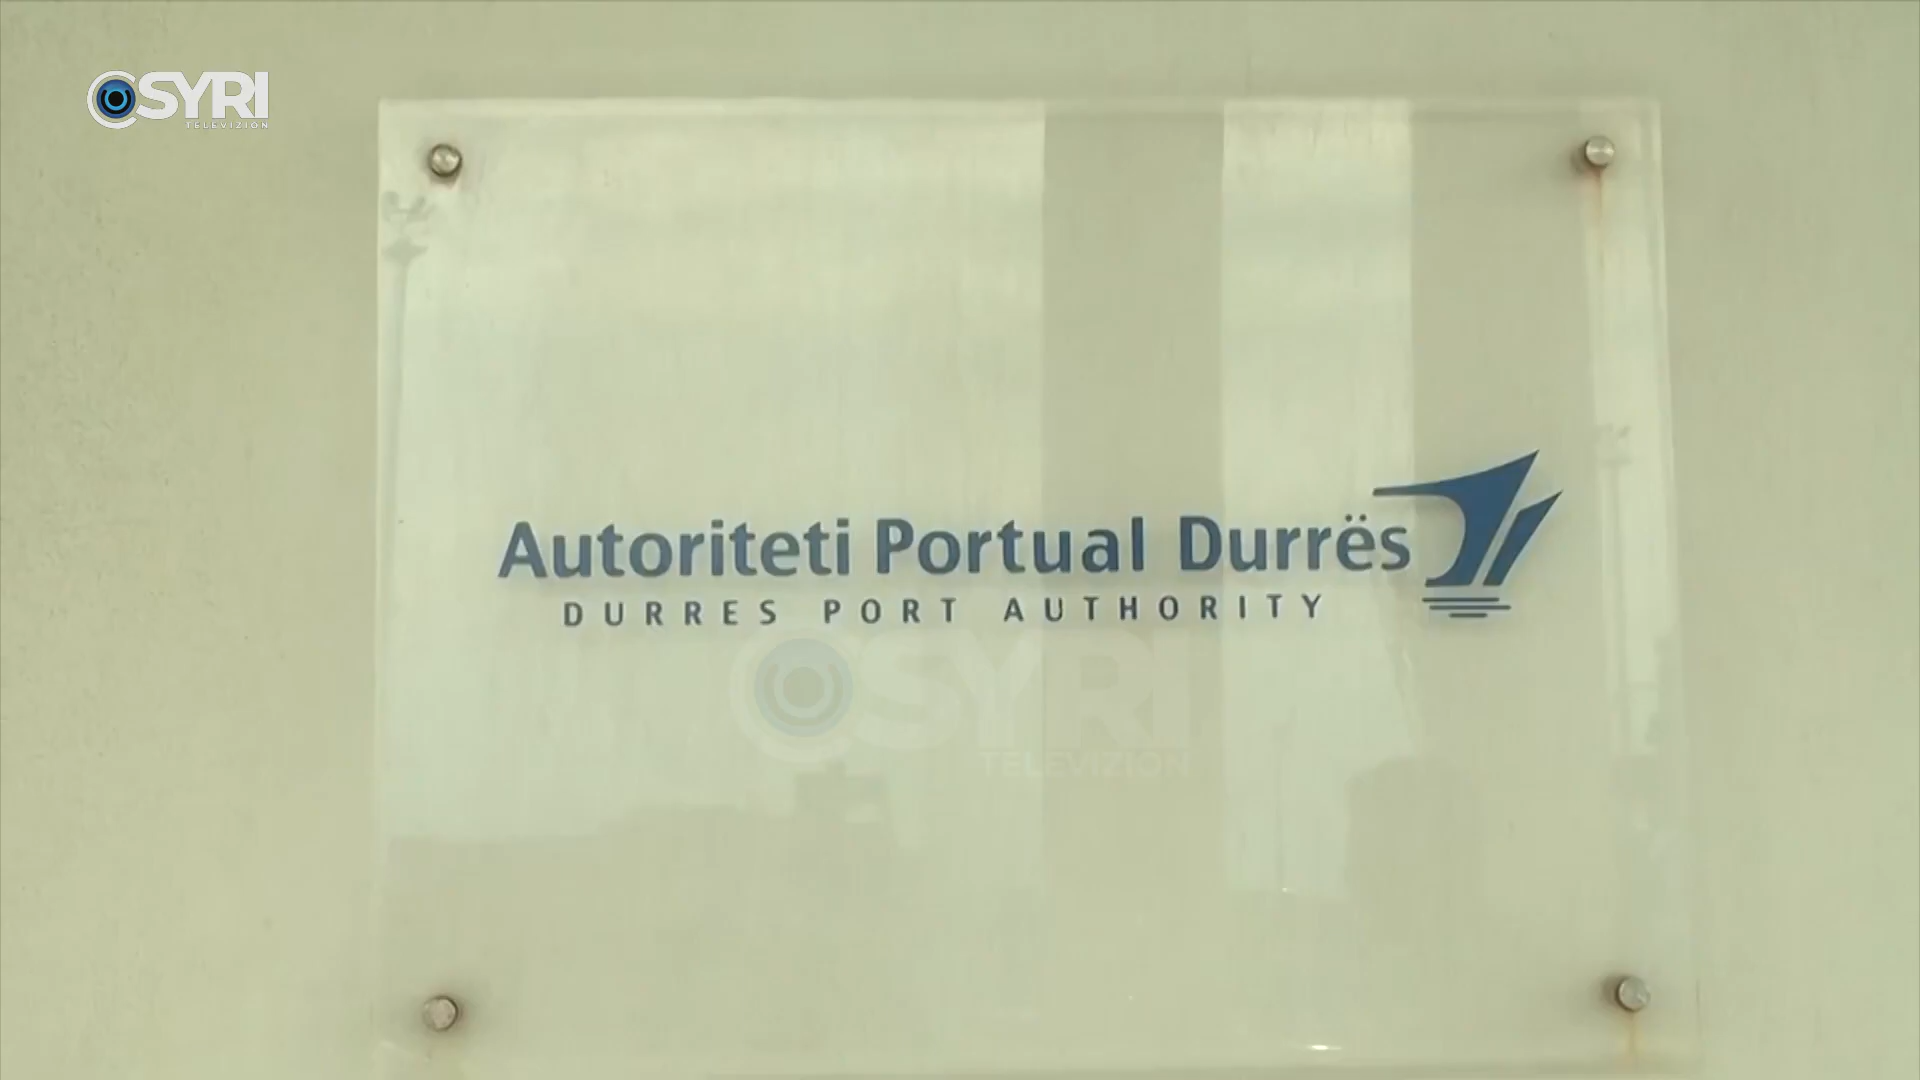 SYRI
TELEVIZION
Autoriteti Portual Durrës
DURRES PORT AUTHORITY
SYRI
TELEVIZION